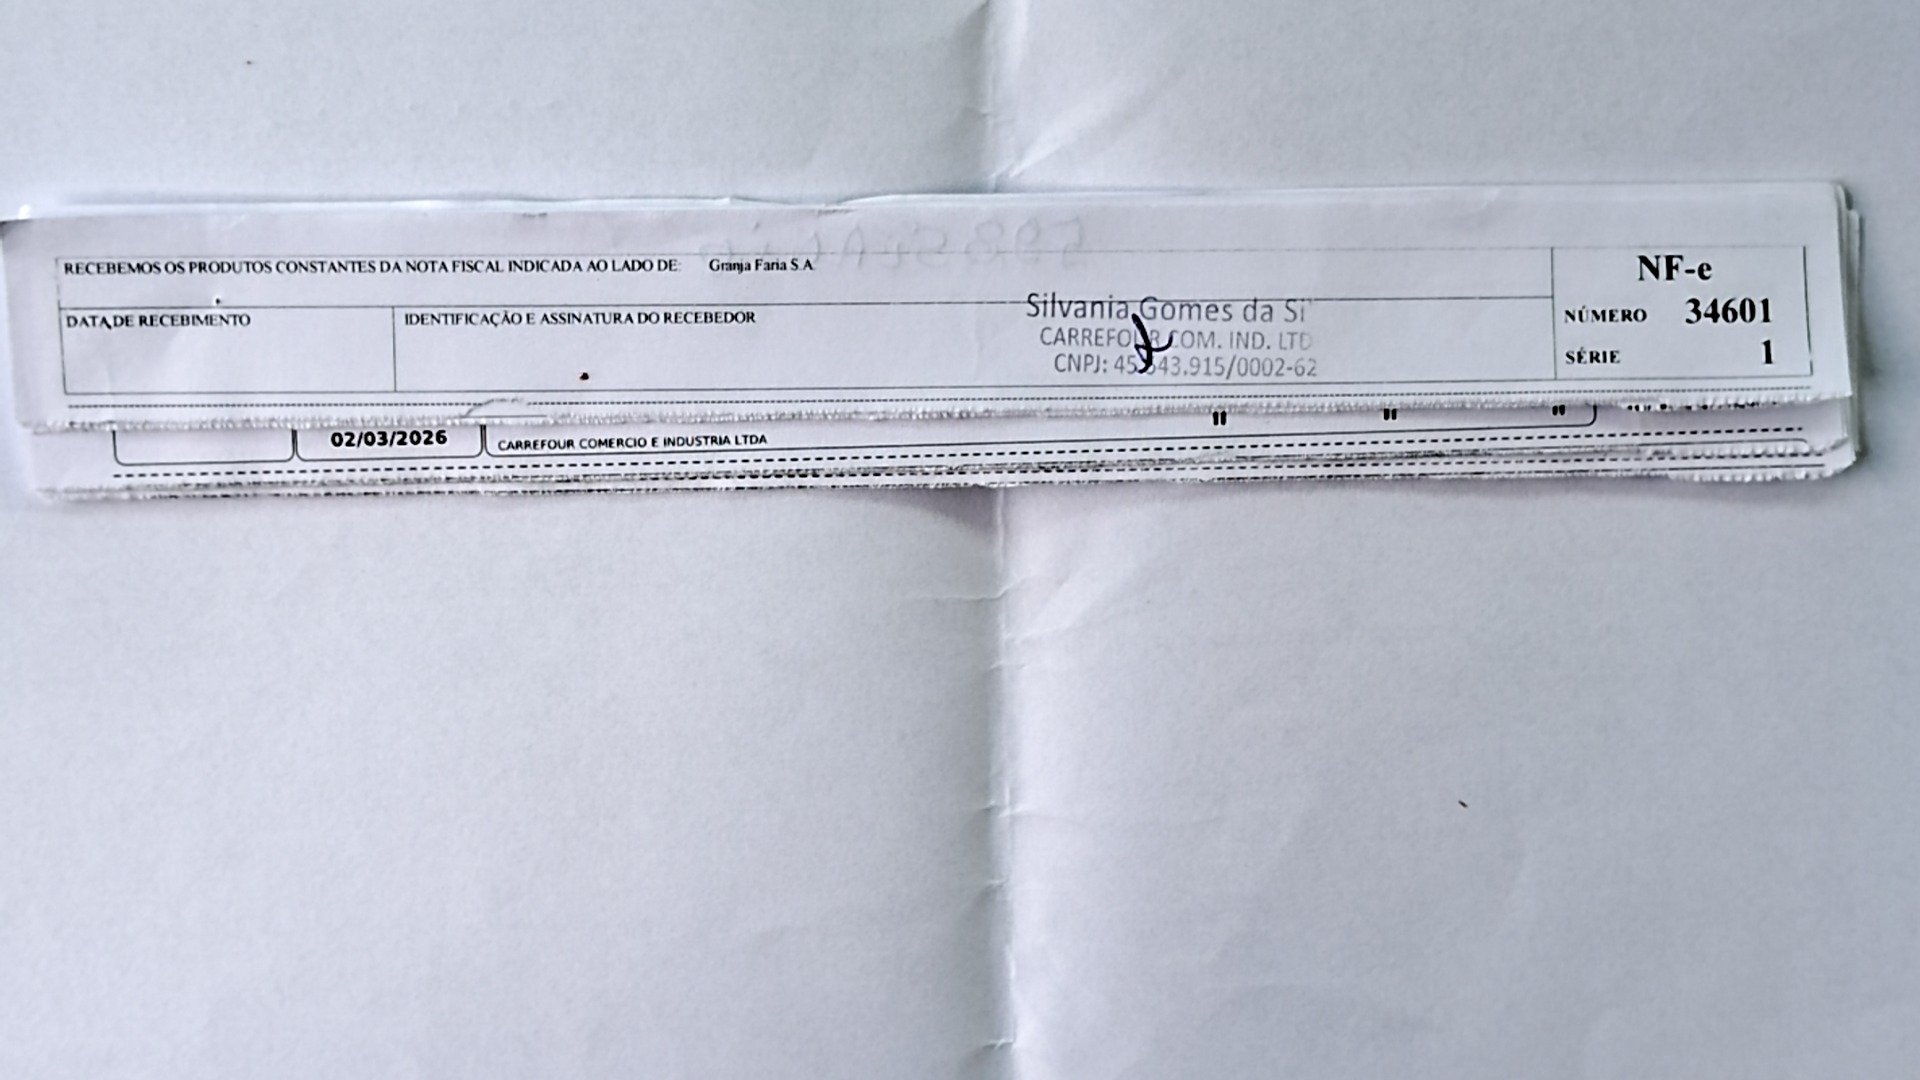 RECEBEMOS OS PRODUTOS CONSTANTES DA NOTA FISCAL INDICADA AO LADO DE: Granja Faria S.A.
NF-e
NÚMERO 34601
SÉRIE 1
DATA DE RECEBIMENTO
IDENTIFICAÇÃO E ASSINATURA DO RECEBEDOR
Silvania Gomes da Si
CARREFOUR COM. IND. LTD
CNPJ: 45.543.915/0002-62
02/03/2026
CARREFOUR COMERCIO E INDUSTRIA LTDA